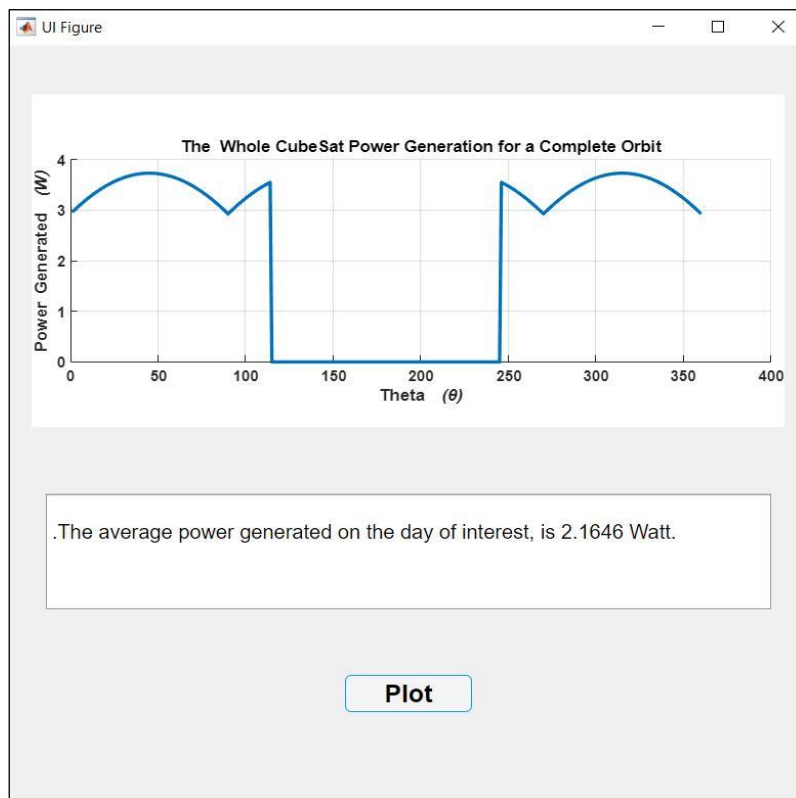 UI Figure
The Whole CubeSat Power Generation for a Complete Orbit
Power Generated (W)
4
3
2
1
0
0 50 100 150 200 250 300 350 400
Theta (θ)
.The average power generated on the day of interest, is 2.1646 Watt.
Plot